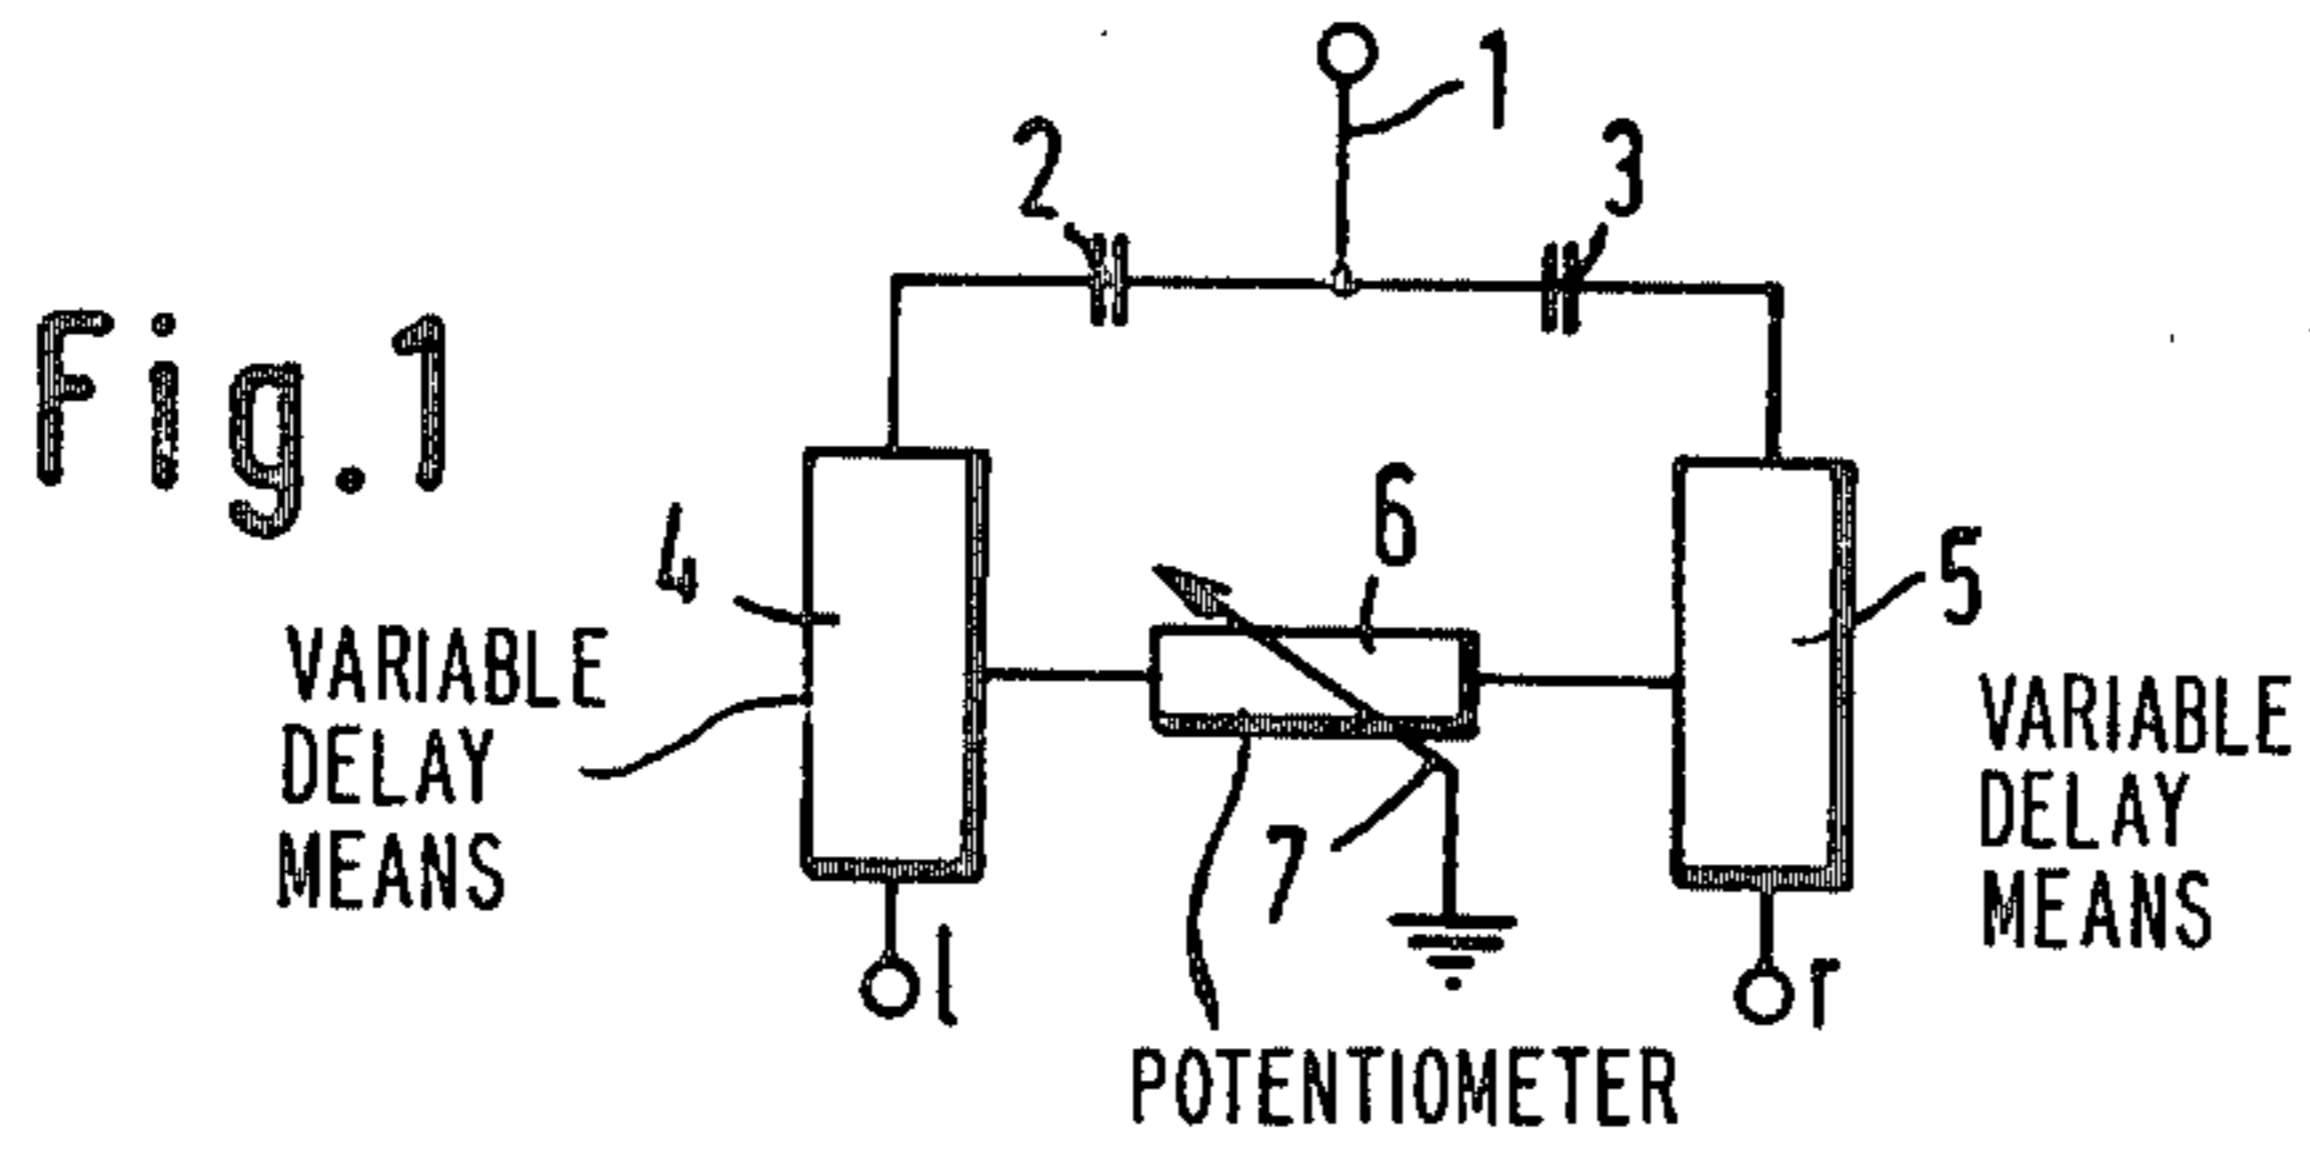 1
2
3
Fig.1
6
4
5
VARIABLE
DELAY
MEANS
VARIABLE
DELAY
MEANS
7
l
r
POTENTIOMETER